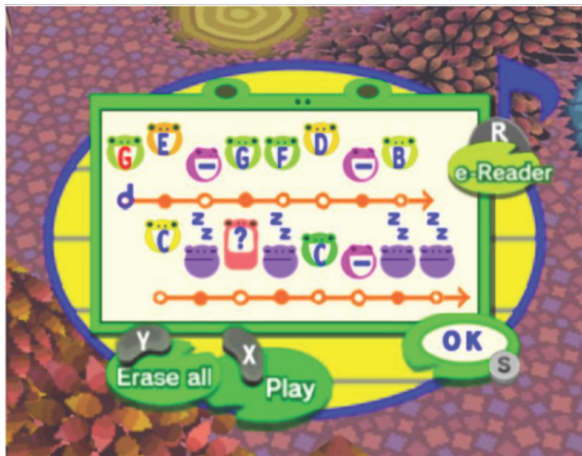 G E - G F D - B
R
e-Reader
C z z ? z z C - z z z z
Y
Erase all
X
Play
OK
S